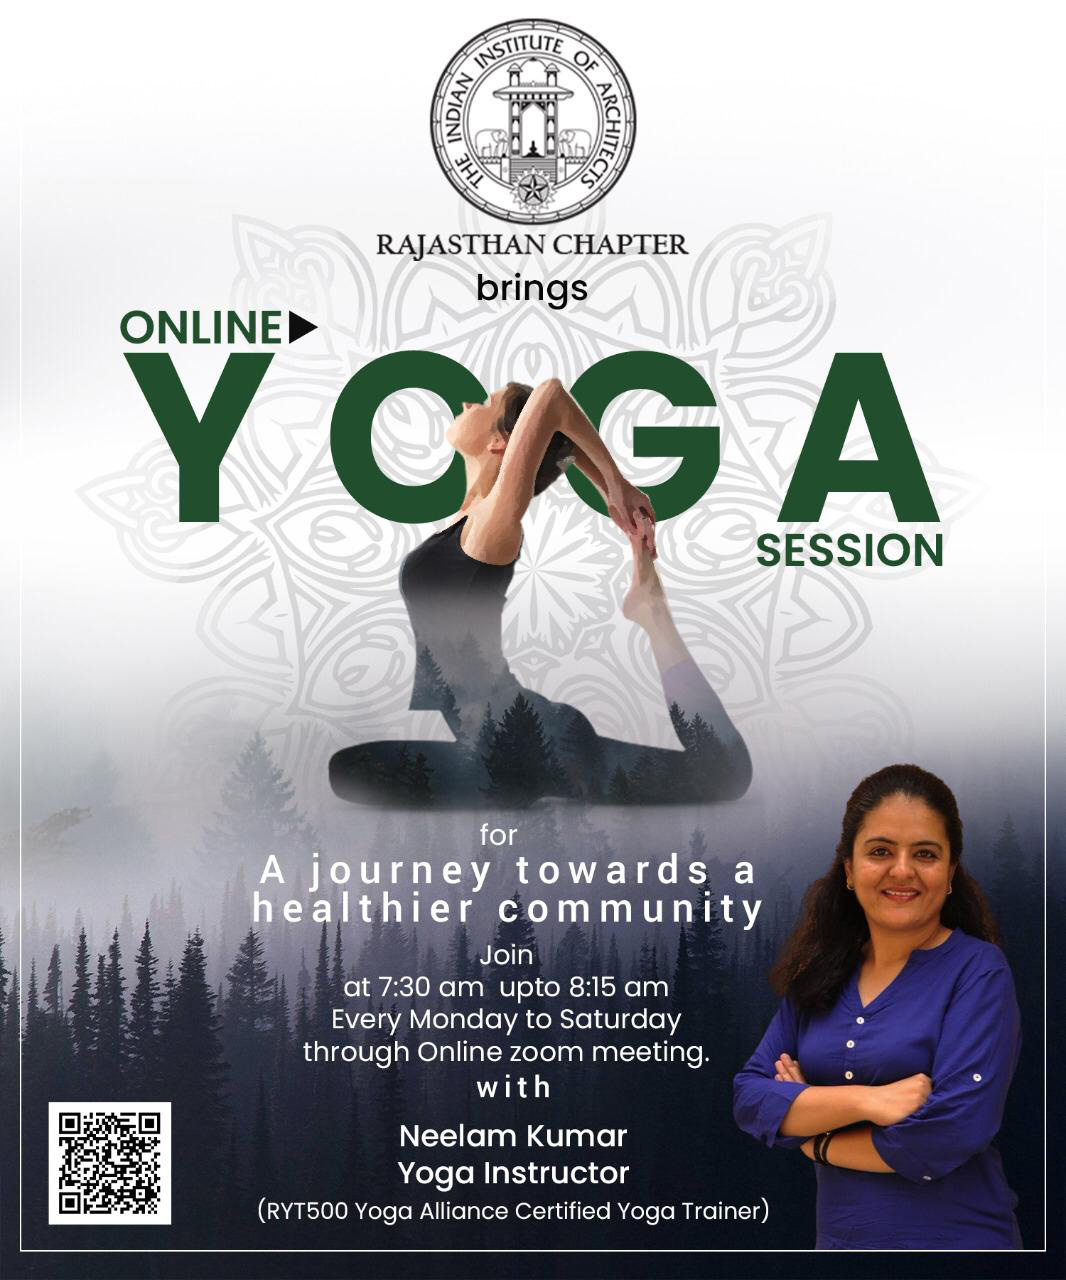 THE INDIAN INSTITUTE OF ARCHITECTS
RAJASTHAN CHAPTER
brings
ONLINE
YOGA
SESSION
for
A journey towards a
healthier community
Join
at 7:30 am upto 8:15 am
Every Monday to Saturday
through Online zoom meeting.
with
Neelam Kumar
Yoga Instructor
(RYT500 Yoga Alliance Certified Yoga Trainer)